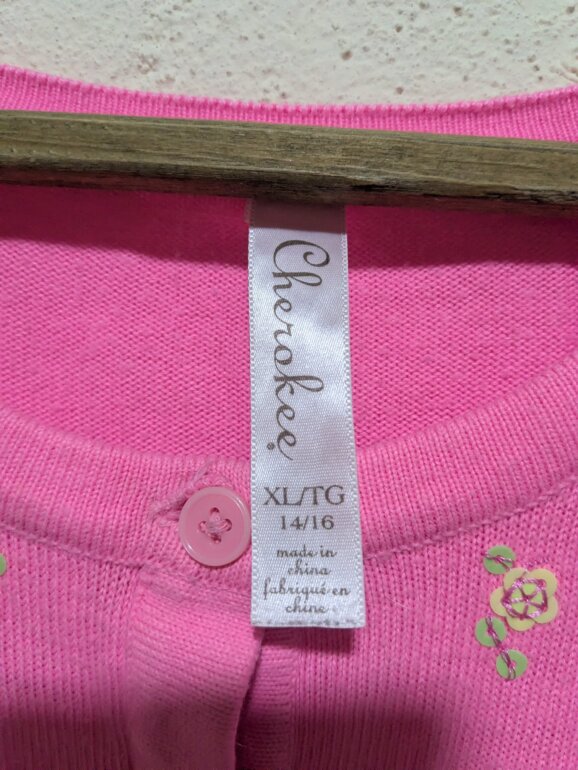 Cherokee®
XL/TG
14/16
made in
china
fabriqué en
chine